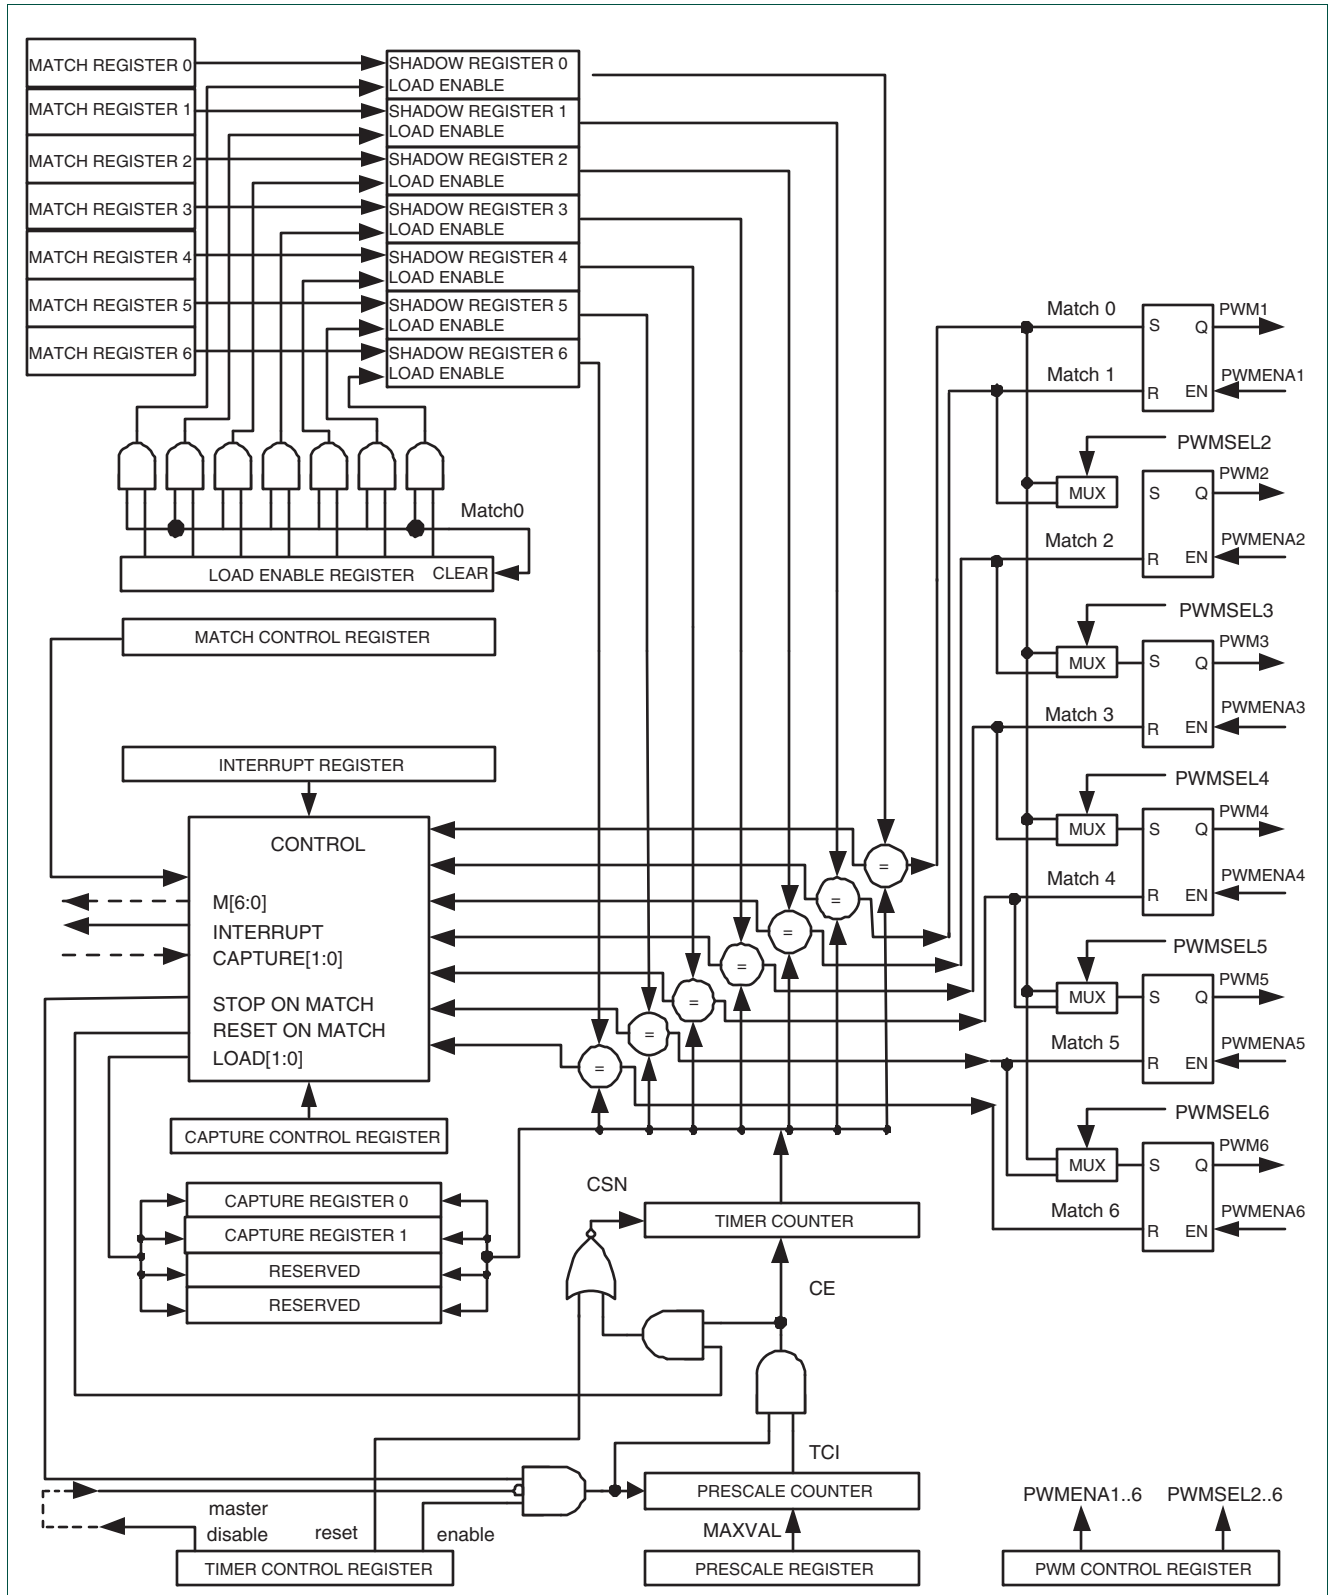 MATCH REGISTER 0
MATCH REGISTER 1
MATCH REGISTER 2
MATCH REGISTER 3
MATCH REGISTER 4
MATCH REGISTER 5
MATCH REGISTER 6
SHADOW REGISTER 0
LOAD ENABLE
SHADOW REGISTER 1
LOAD ENABLE
SHADOW REGISTER 2
LOAD ENABLE
SHADOW REGISTER 3
LOAD ENABLE
SHADOW REGISTER 4
LOAD ENABLE
SHADOW REGISTER 5
LOAD ENABLE
SHADOW REGISTER 6
LOAD ENABLE
Match0
LOAD ENABLE REGISTER CLEAR
MATCH CONTROL REGISTER
INTERRUPT REGISTER
CONTROL
M[6:0]
INTERRUPT
CAPTURE[1:0]
STOP ON MATCH
RESET ON MATCH
LOAD[1:0]
CAPTURE CONTROL REGISTER
CAPTURE REGISTER 0
CAPTURE REGISTER 1
RESERVED
RESERVED
=
=
=
=
=
=
=
CSN
TIMER COUNTER
CE
TCI
PRESCALE COUNTER
MAXVAL
PRESCALE REGISTER
master
disable
reset
enable
TIMER CONTROL REGISTER
Match 0
S Q
PWM1
Match 1
R EN
PWMENA1
PWMSEL2
MUX
S Q
PWM2
Match 2
R EN
PWMENA2
PWMSEL3
MUX
S Q
PWM3
Match 3
R EN
PWMENA3
PWMSEL4
MUX
S Q
PWM4
Match 4
R EN
PWMENA4
PWMSEL5
MUX
S Q
PWM5
Match 5
R EN
PWMENA5
PWMSEL6
MUX
S Q
PWM6
Match 6
R EN
PWMENA6
PWMENA1..6 PWMSEL2..6
PWM CONTROL REGISTER